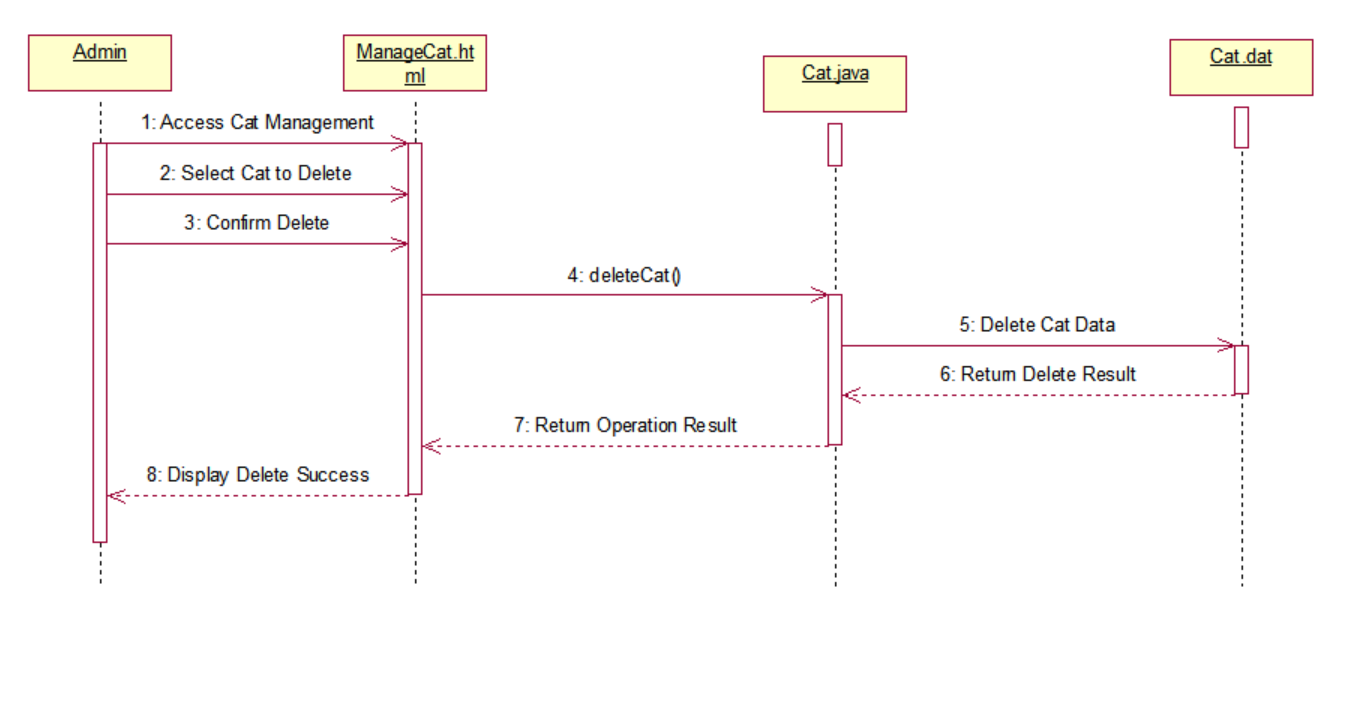 Admin
ManageCat.ht
ml
Cat.java
Cat.dat
1: Access Cat Management
2: Select Cat to Delete
3: Confirm Delete
4: deleteCat()
5: Delete Cat Data
6: Return Delete Result
7: Return Operation Result
8: Display Delete Success